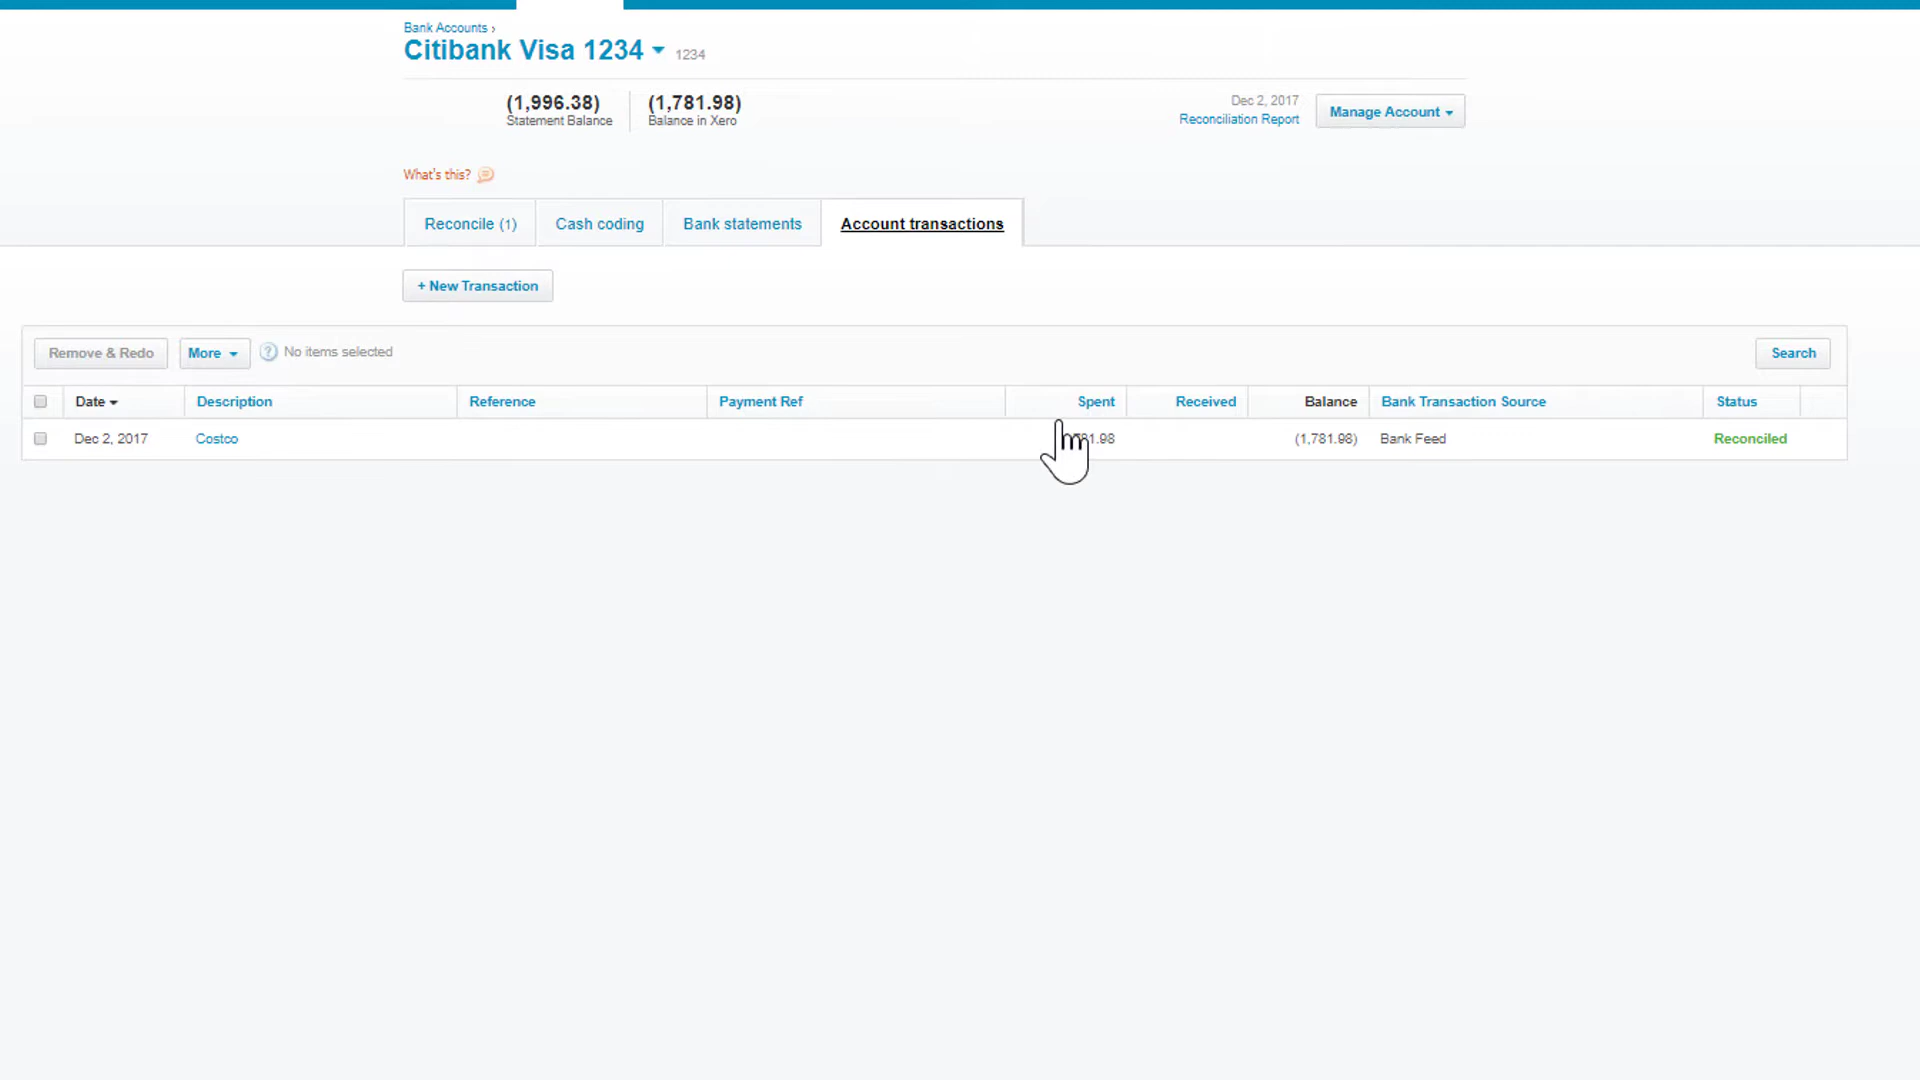 Bank Accounts ›
Citibank Visa 1234 1234
(1,996.38) (1,781.98)
Statement Balance Balance in Xero
Dec 2, 2017
Reconciliation Report
Manage Account
What's this?
Reconcile (1) Cash coding Bank statements Account transactions
+ New Transaction
Remove & Redo More ? No items selected Search
Date Description Reference Payment Ref Spent Received Balance Bank Transaction Source Status
Dec 2, 2017 Costco (1,781.98) Bank Feed Reconciled